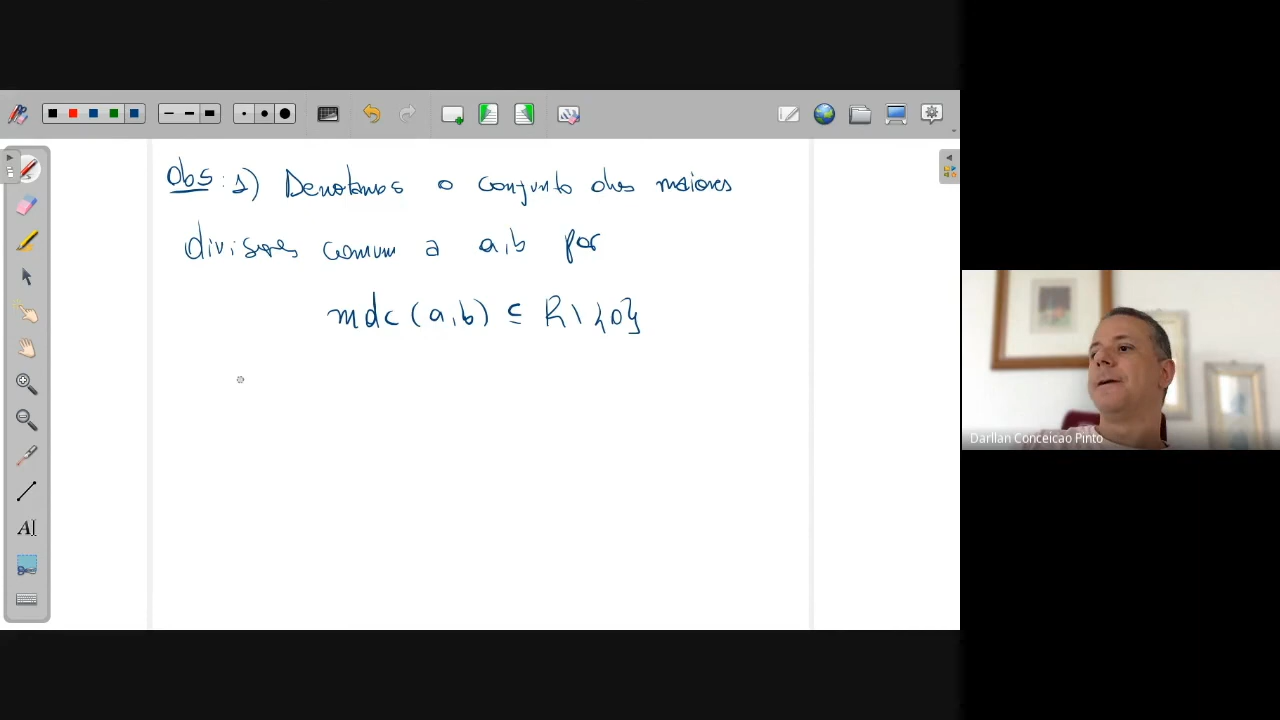 Obs: 1) Denotamos o conjunto dos maiores
divisores comum a a,b por
mdc (a,b) ⊆ R \ {0}
Darllan Conceicao Pinto
A